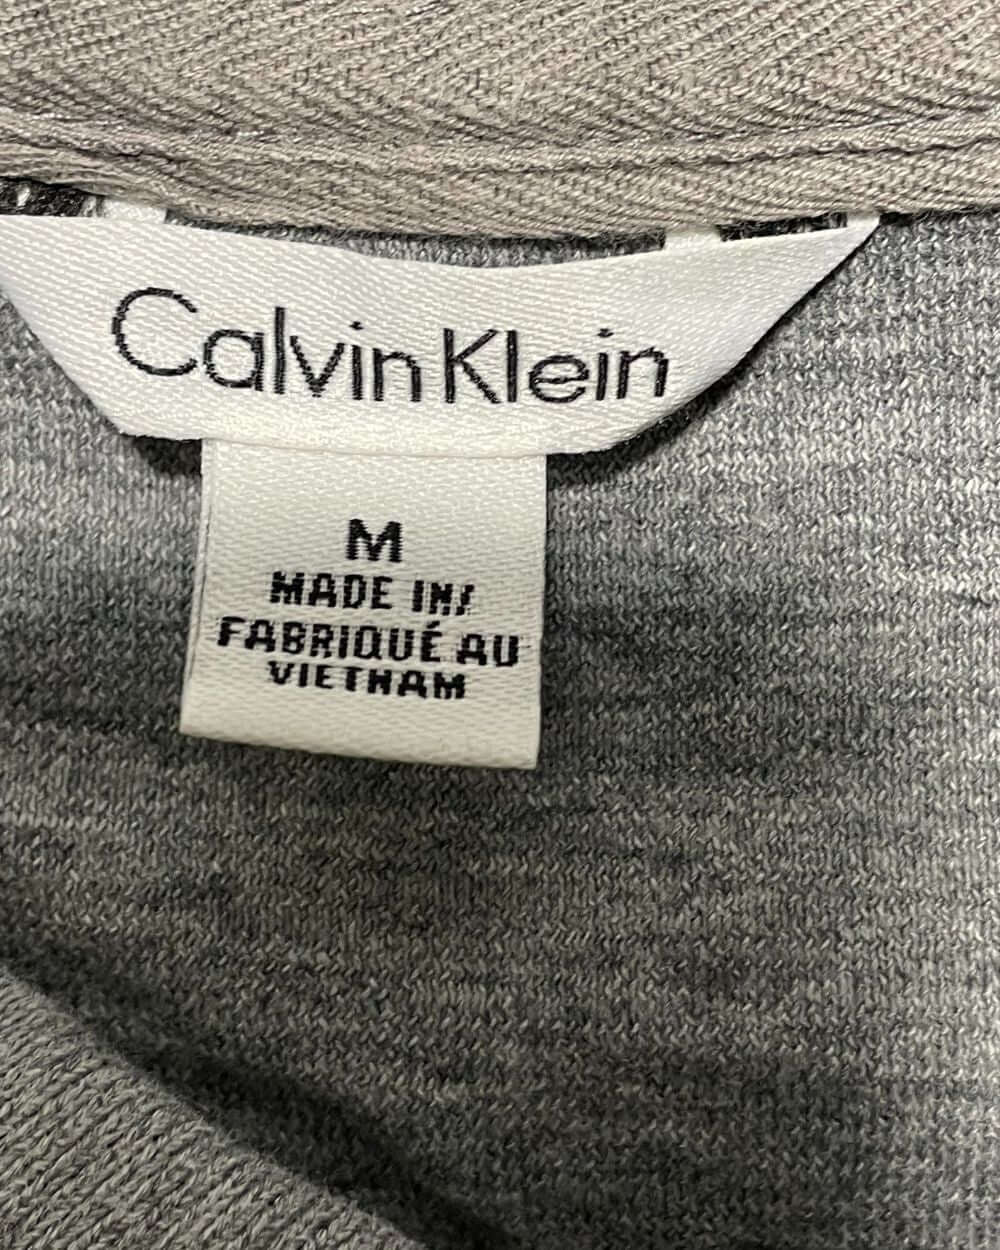 Calvin Klein
M
MADE IN/
FABRIQUÉ AU
VIETNAM